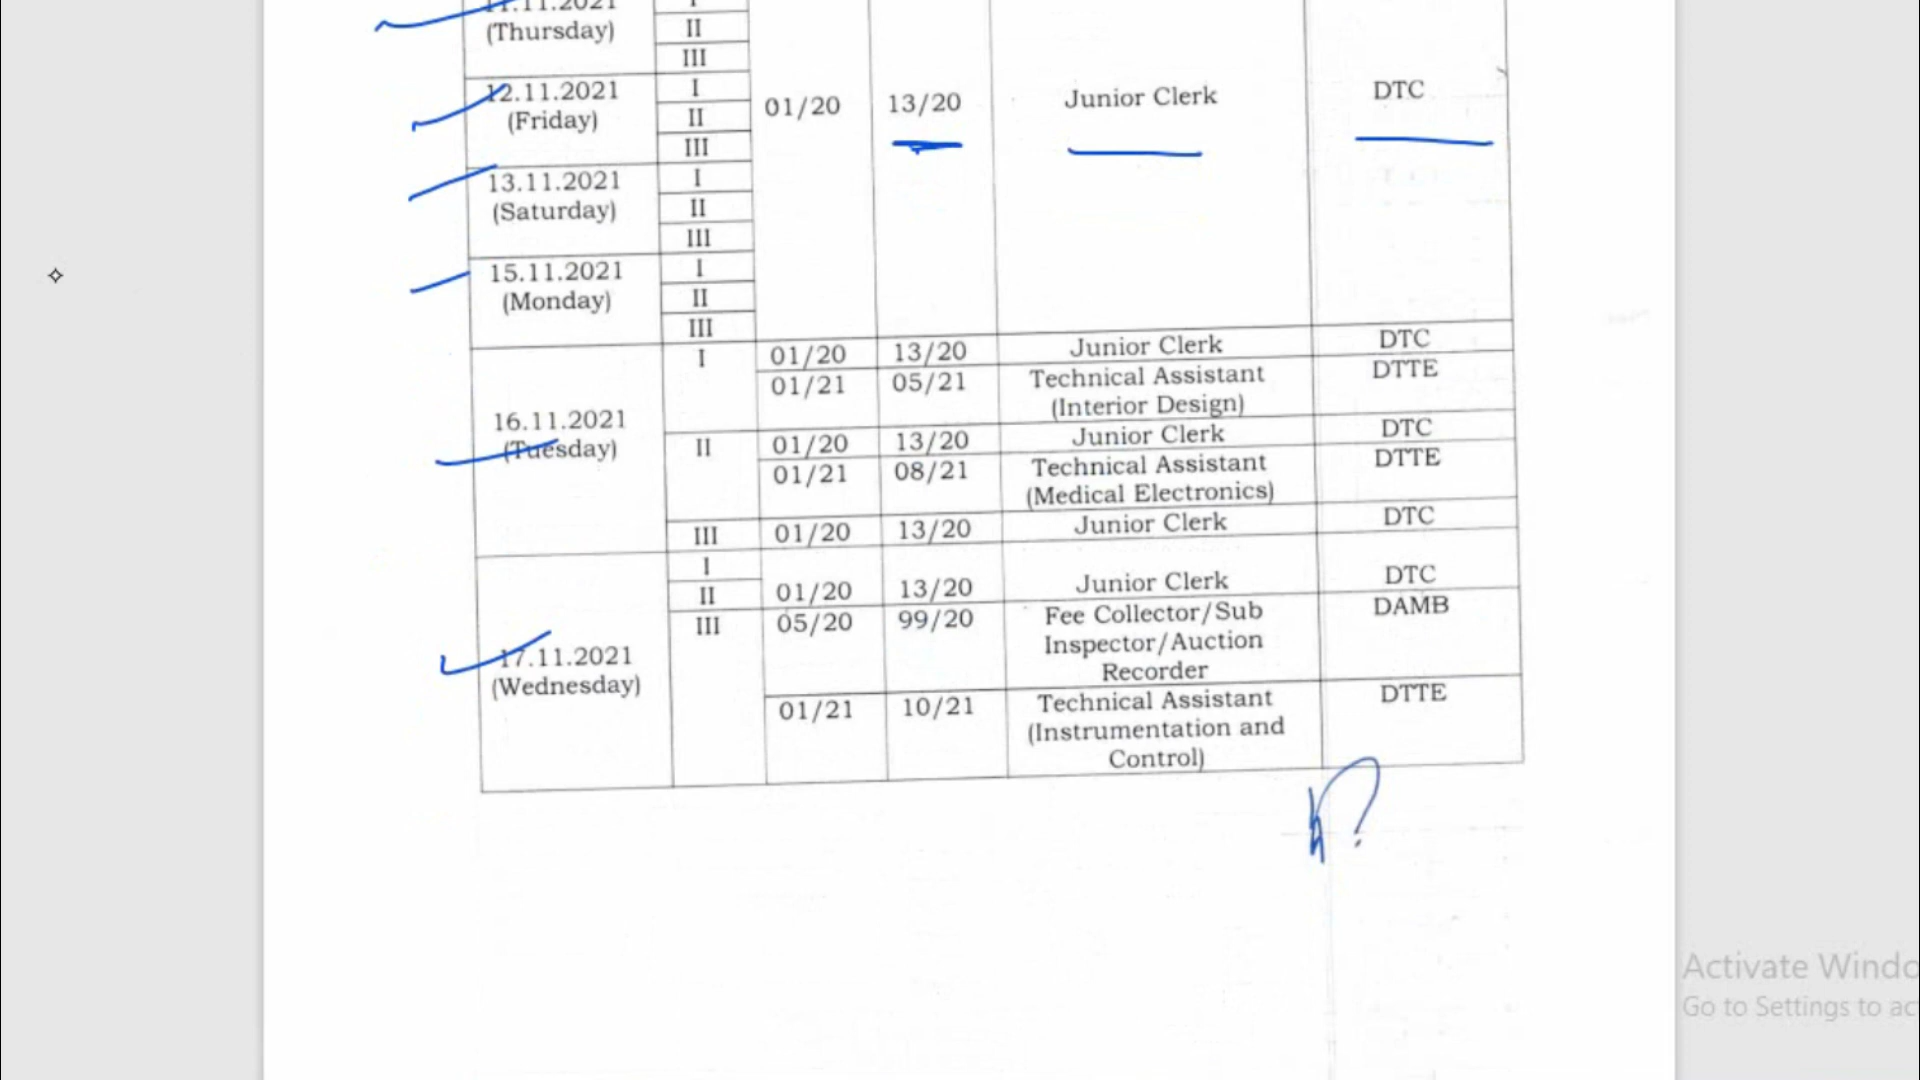 11.11.2021
(Thursday)
I
II
III
12.11.2021
(Friday)
I
II
III
13.11.2021
(Saturday)
I
II
III
15.11.2021
(Monday)
I
II
III
01/20 13/20 Junior Clerk DTC
16.11.2021
(Tuesday)
I 01/20 13/20 Junior Clerk DTC
01/21 05/21 Technical Assistant DTTE
(Interior Design)
II 01/20 13/20 Junior Clerk DTC
01/21 08/21 Technical Assistant DTTE
(Medical Electronics)
III 01/20 13/20 Junior Clerk DTC
17.11.2021
(Wednesday)
I
II 01/20 13/20 Junior Clerk DTC
III 05/20 99/20 Fee Collector/Sub DAMB
Inspector/Auction
Recorder
01/21 10/21 Technical Assistant DTTE
(Instrumentation and
Control)
Activate Windo
Go to Settings to ac